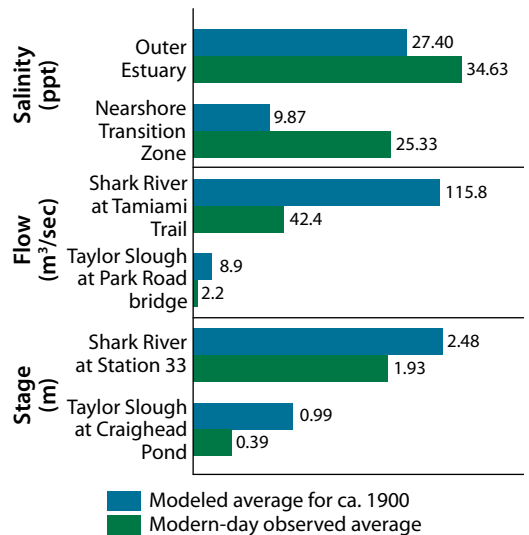 Salinity
(ppt)
Outer
Estuary
27.40
34.63
Nearshore
Transition
Zone
9.87
25.33
Flow
(m³/sec)
Shark River
at Tamiami
Trail
115.8
42.4
Taylor Slough
at Park Road
bridge
8.9
2.2
Stage
(m)
Shark River
at Station 33
2.48
1.93
Taylor Slough
at Craighead
Pond
0.99
0.39
Modeled average for ca. 1900
Modern-day observed average